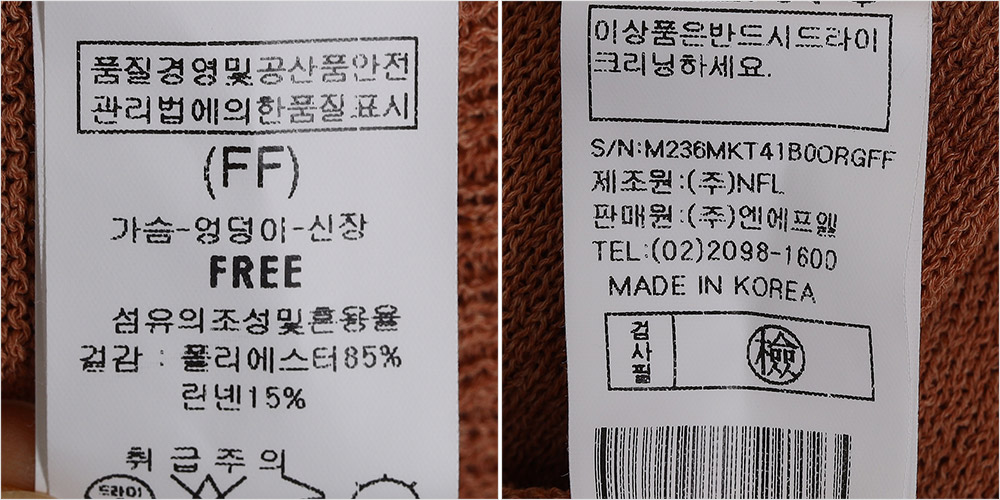 품질경영및공산품안전
관리법에의한품질표시
(FF)
가슴-엉덩이-신장
FREE
섬유의조성및혼용율
겉감 : 폴리에스터85%
린넨15%
취급주의
드라이
이상품은반드시드라이
크리닝하세요.
S/N:M236MKT41B0ORGFF
제조원:(주)NFL
판매원:(주)엔에프엘
TEL:(02)2098-1600
MADE IN KOREA
검사필
檢